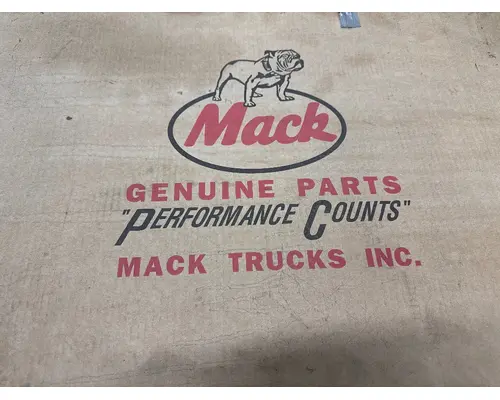 Mack
GENUINE PARTS
"PERFORMANCE COUNTS"
MACK TRUCKS INC.